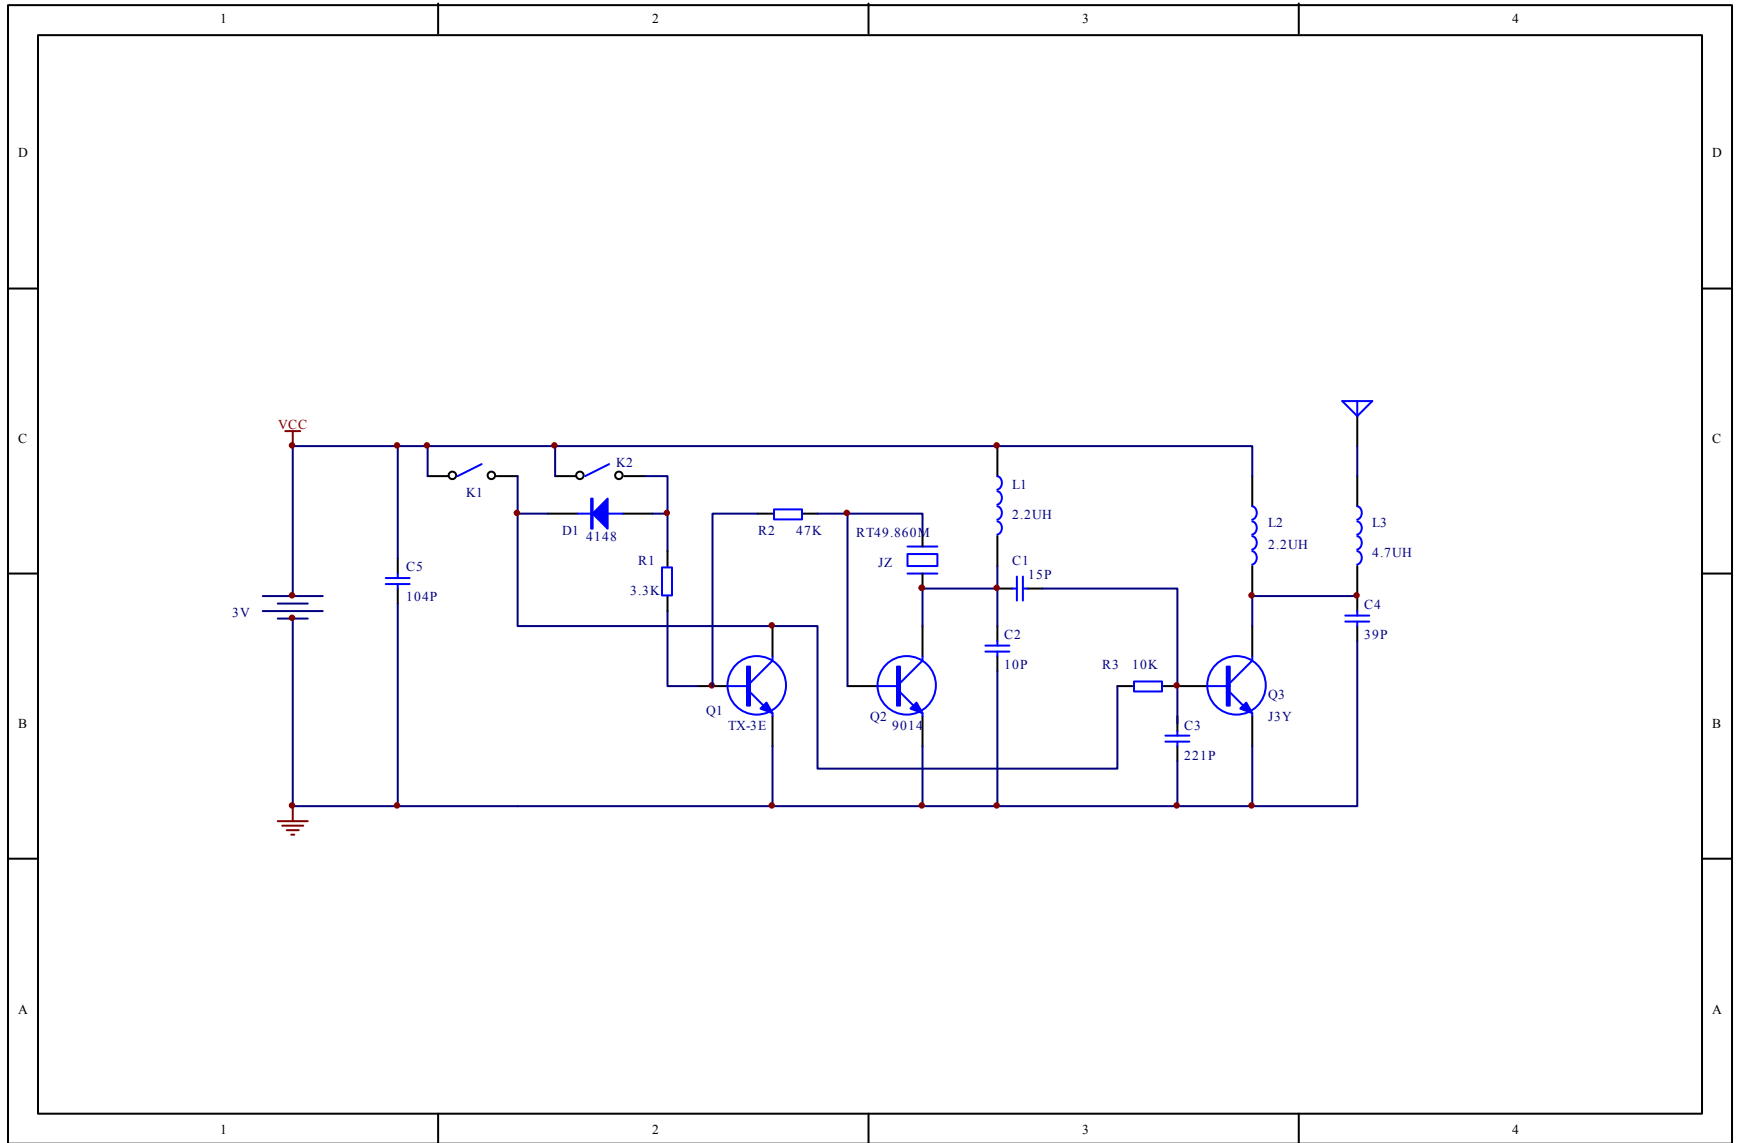 1 2 3 4
D D
C C
VCC
K2
K1
L1
2.2UH
D1 4148
R2 47K
RT49.860M
JZ
L2
2.2UH
L3
4.7UH
C5
104P
R1
3.3K
C1
15P
3V
C4
39P
C2
10P
R3 10K
Q1
TX-3E
Q2 9014
Q3
J3Y
C3
221P
B B
A A
1 2 3 4